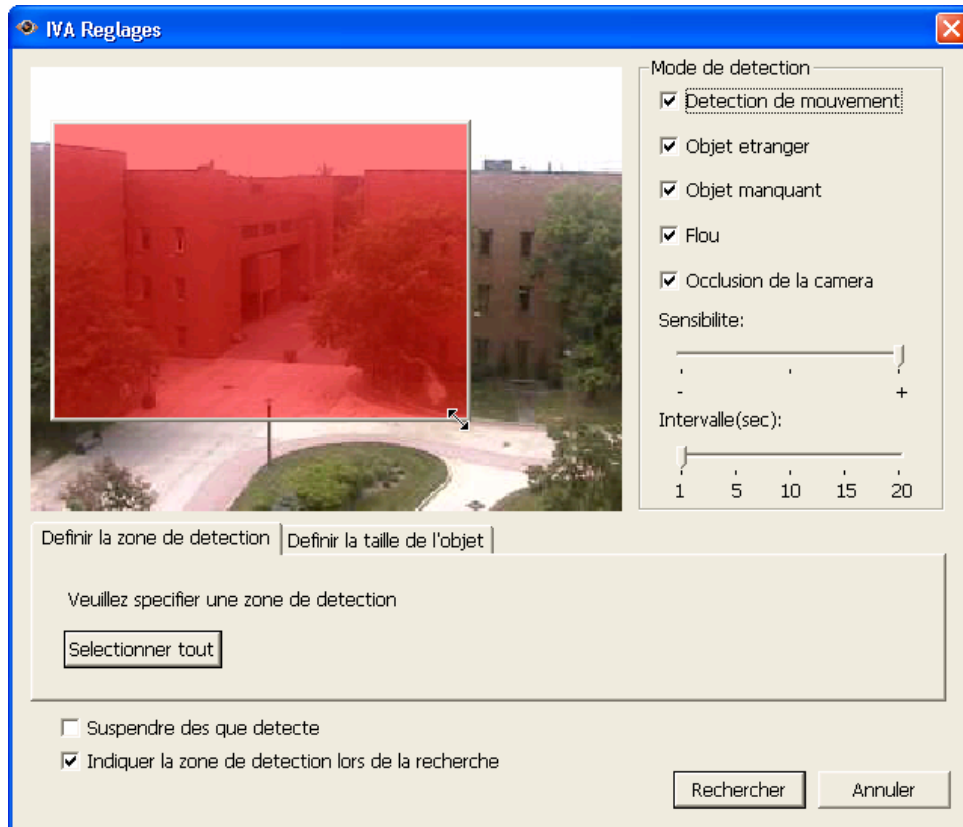 IVA Reglages
Mode de detection
Detection de mouvement
Objet etranger
Objet manquant
Flou
Occlusion de la camera
Sensibilite:
- +
Intervalle(sec):
1 5 10 15 20
Definir la zone de detection Definir la taille de l'objet
Veuillez specifier une zone de detection
Selectionner tout
Suspendre des que detecte
Indiquer la zone de detection lors de la recherche
Rechercher Annuler